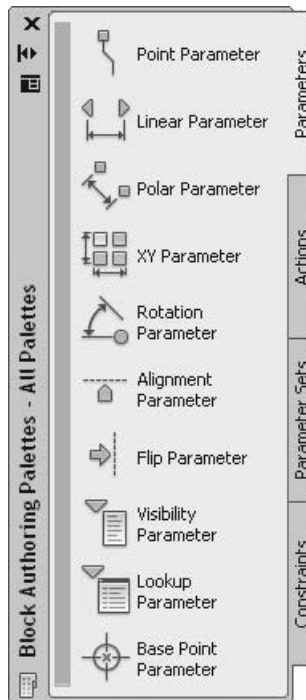 Block Authoring Palettes - All Palettes
Point Parameter
Linear Parameter
Polar Parameter
XY Parameter
Rotation
Parameter
Alignment
Parameter
Flip Parameter
Visibility
Parameter
Lookup
Parameter
Base Point
Parameter
Parameters
Actions
Parameter Sets
Constraints